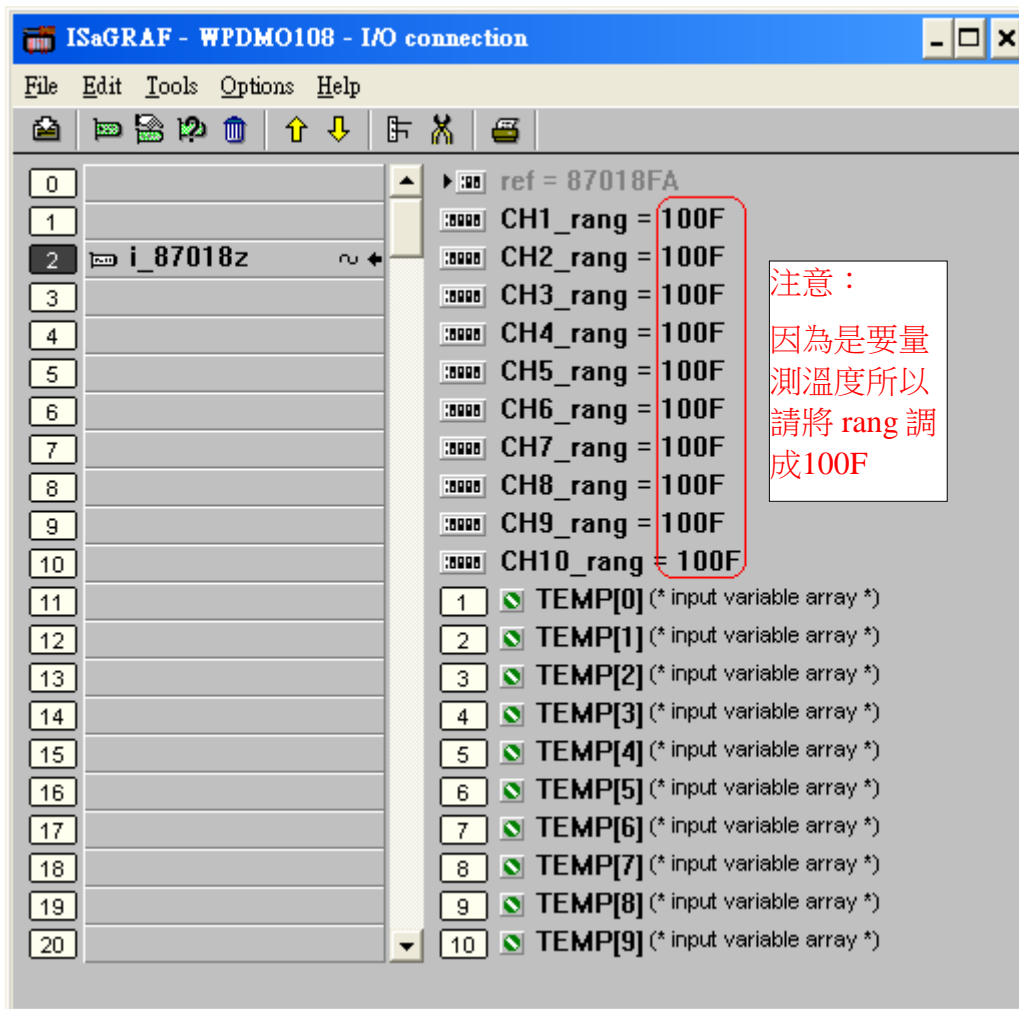 ISaGRAF - WPDMO108 - I/O connection
File Edit Tools Options Help
0
1
2 i_87018z
3
4
5
6
7
8
9
10
11
12
13
14
15
16
17
18
19
20
ref = 87018FA
CH1_rang = 100F
CH2_rang = 100F
CH3_rang = 100F
CH4_rang = 100F
CH5_rang = 100F
CH6_rang = 100F
CH7_rang = 100F
CH8_rang = 100F
CH9_rang = 100F
CH10_rang = 100F
1 TEMP[0] (* input variable array *)
2 TEMP[1] (* input variable array *)
3 TEMP[2] (* input variable array *)
4 TEMP[3] (* input variable array *)
5 TEMP[4] (* input variable array *)
6 TEMP[5] (* input variable array *)
7 TEMP[6] (* input variable array *)
8 TEMP[7] (* input variable array *)
9 TEMP[8] (* input variable array *)
10 TEMP[9] (* input variable array *)
注意：
因為是要量
測溫度所以
請將 rang 調
成100F